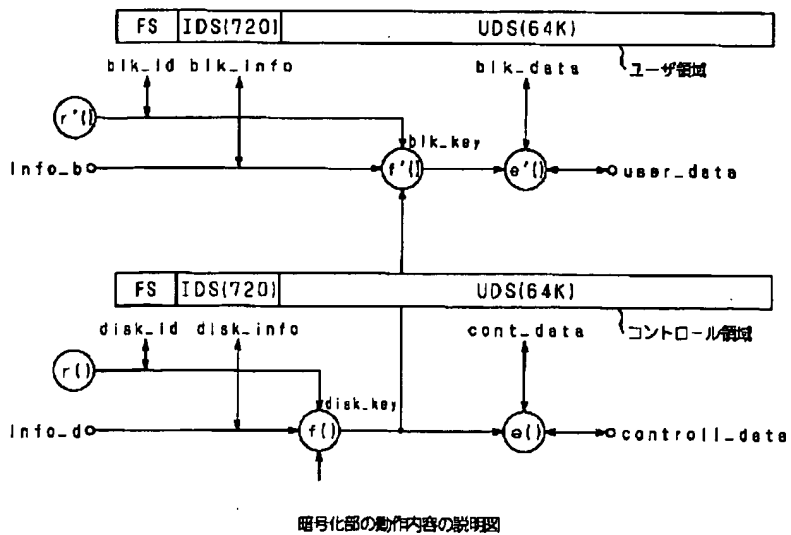 FS IDS(720) UDS(64K)
blk_id blk_info blk_data ユーザ領域
r'()
blk_key
info_b f'() e'() user_data
FS IDS(720) UDS(64K)
disk_id disk_info cont_data コントロール領域
r()
disk_key
info_d f() e() controll_data
暗号化部の動作内容の説明図